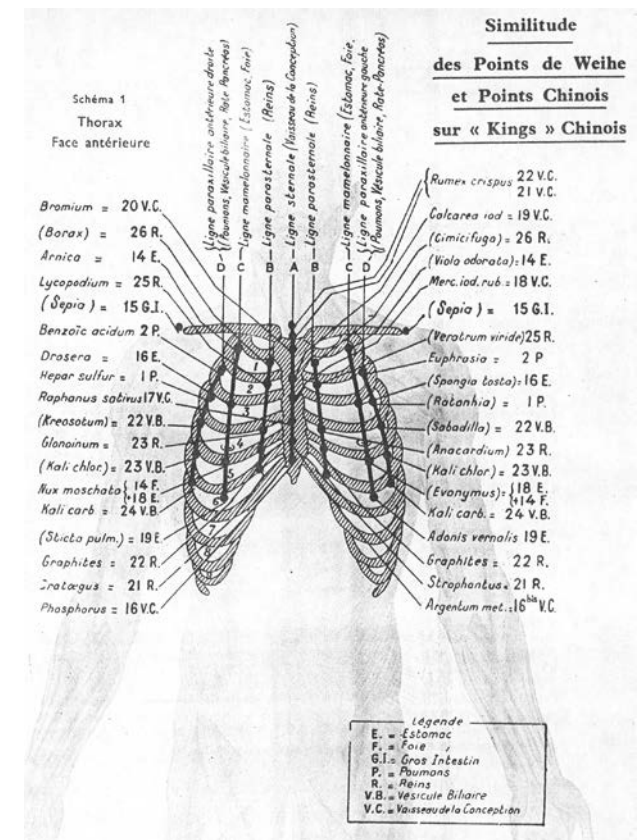 Similitude
des Points de Weihe
et Points Chinois
sur « Kings » Chinois
Schéma 1
Thorax
Face antérieure
Ligne paraxillaire antérieure droite
(Poumons, Vésicule biliaire, Rate-Pancréas)
Ligne mamelonnaire (Estomac, Foie)
Ligne parasternale (Reins)
Ligne sternale (Vaisseau de la Conception)
Ligne parasternale (Reins)
Ligne mamelonnaire (Estomac, Foie,
Ligne paraxillaire antérieure gauche
(Poumons, Vésicule biliaire, Rate-Pancréas)
D C B A B C D
Bromium = 20 V.C.
(Borax) = 26 R.
Arnica = 14 E.
Lycopodium = 25 R.
(Sepia) = 15 G.I.
Benzoïc acidum 2 P.
Drosera = 16 E.
Hepar sulfur = 1 P.
Raphanus sativus 17 V.C.
(Kreosotum) = 22 V.B.
Glonoinum = 23 R.
(Kali chlor.) = 23 V.B.
Nux moschata { 14 F.
+18 E.
Kali carb. = 24 V.B.
(Sticta pulm.) = 19 E.
Graphites = 22 R.
Cratœgus = 21 R.
Phosphorus = 16 V.C.
1
2
3
4
5
6
7
8
{ Rumex crispus 22 V.C.
21 V.C.
Calcarea iod = 19 V.C.
(Cimicifuga) = 26 R.
(Viola odorata) = 14 E.
Merc. iod. rub. = 18 V.C.
(Sepia) = 15 G.I.
(Veratrum viride) 25 R.
Euphrasia = 2 P
(Spongia tosta) = 16 E.
(Ratanhia) = 1 P.
(Sabadilla) = 22 V.B.
(Anacardium) 23 R.
(Kali chlor) = 23 V.B.
(Evonymus) = { 18 E.
+14 F.
Kali carb. = 24 V.B.
Adonis vernalis 19 E.
Graphites = 22 R.
Strophantus = 21 R.
Argentum met. = 16 bis V.C.
Légende
E. = Estomac
F. = Foie
G.I. = Gros Intestin
P. = Poumons
R. = Reins
V.B. = Vésicule Biliaire
V.C. = Vaisseau de la Conception